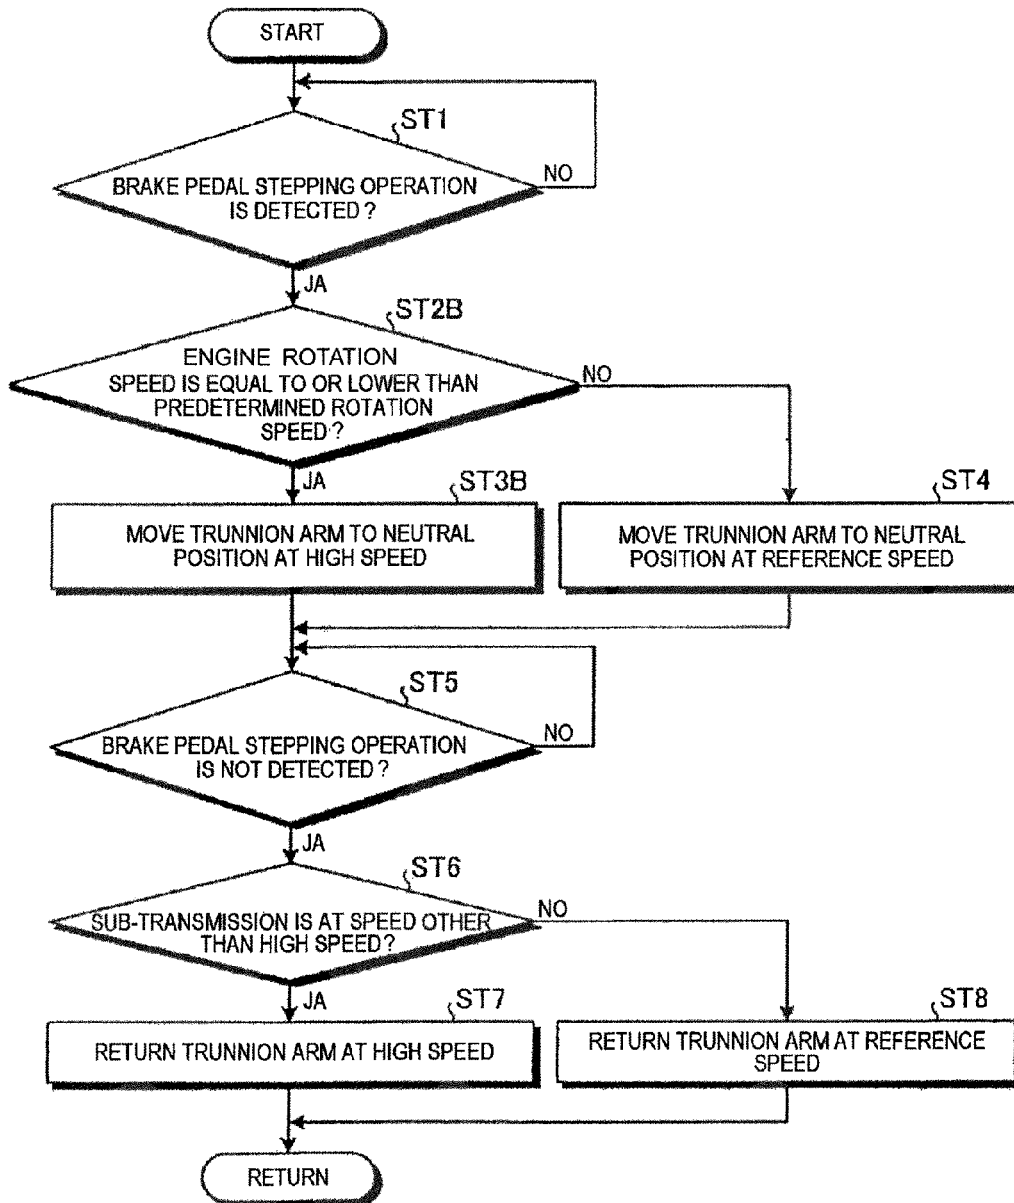 START
ST1
BRAKE PEDAL STEPPING OPERATION
IS DETECTED?
NO
JA
ST2B
ENGINE ROTATION
SPEED IS EQUAL TO OR LOWER THAN
PREDETERMINED ROTATION
SPEED?
NO
JA
ST3B
MOVE TRUNNION ARM TO NEUTRAL
POSITION AT HIGH SPEED
ST4
MOVE TRUNNION ARM TO NEUTRAL
POSITION AT REFERENCE SPEED
ST5
BRAKE PEDAL STEPPING OPERATION
IS NOT DETECTED?
NO
JA
ST6
SUB-TRANSMISSION IS AT SPEED OTHER
THAN HIGH SPEED?
NO
JA
ST7
RETURN TRUNNION ARM AT HIGH SPEED
ST8
RETURN TRUNNION ARM AT REFERENCE
SPEED
RETURN